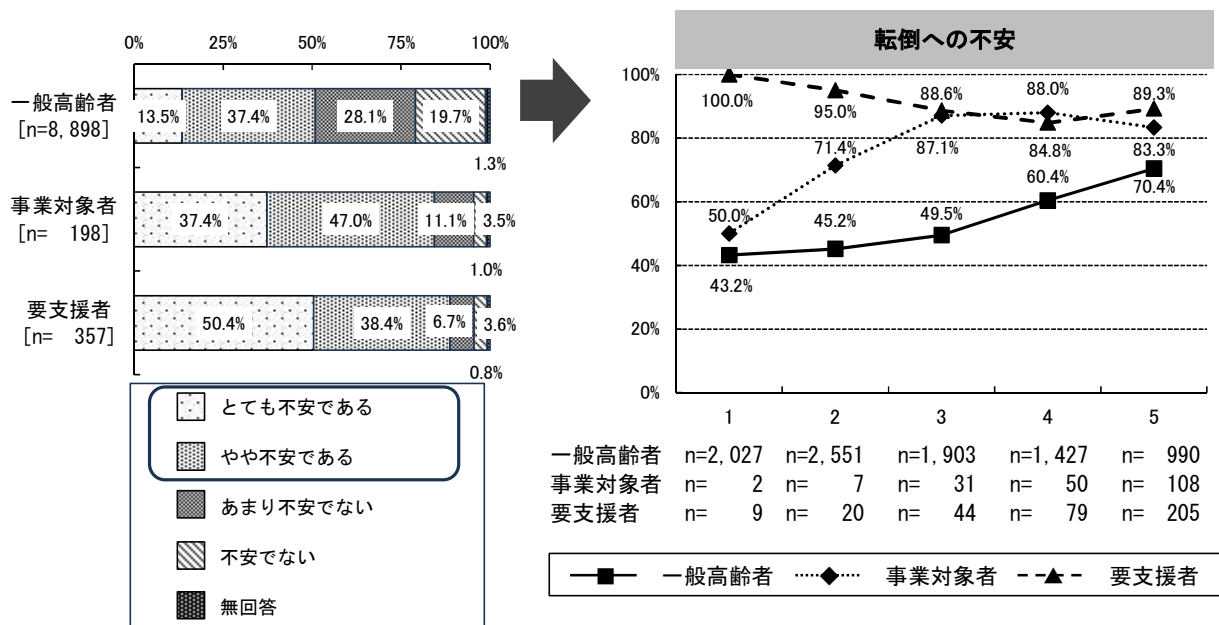 0% 25% 50% 75% 100%
一般高齢者
[n=8,898]
13.5% 37.4% 28.1% 19.7%
1.3%
事業対象者
[n= 198]
37.4% 47.0% 11.1% 3.5%
1.0%
要支援者
[n= 357]
50.4% 38.4% 6.7% 3.6%
0.8%
とても不安である
やや不安である
あまり不安でない
不安でない
無回答
転倒への不安
100%
80%
60%
40%
20%
0%
100.0% 95.0% 88.6% 84.8% 89.3%
50.0% 71.4% 87.1% 88.0% 83.3%
43.2% 45.2% 49.5% 60.4% 70.4%
1 2 3 4 5
一般高齢者 n=2,027 n=2,551 n=1,903 n=1,427 n= 990
事業対象者 n= 2 n= 7 n= 31 n= 50 n= 108
要支援者 n= 9 n= 20 n= 44 n= 79 n= 205
一般高齢者 事業対象者 要支援者